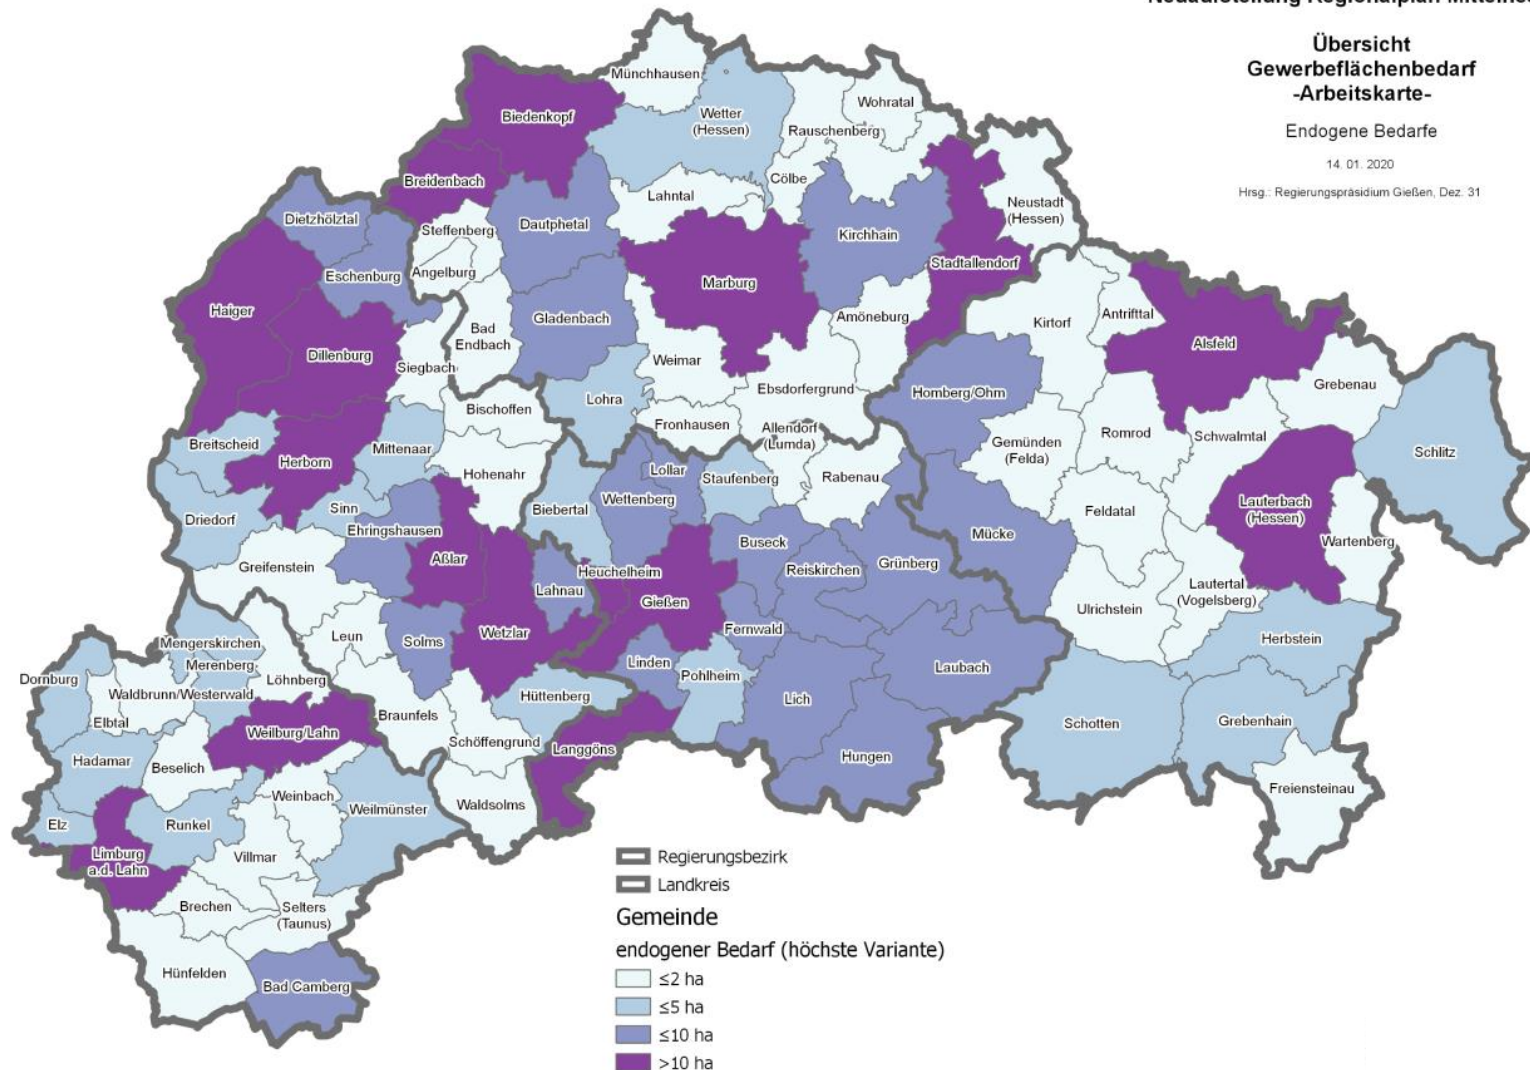 Neuaufstellung Regionalplan Mittelhes
Übersicht
Gewerbeflächenbedarf
-Arbeitskarte-
Endogene Bedarfe
14. 01. 2020
Hrsg.: Regierungspräsidium Gießen, Dez. 31
Münchhausen
Biedenkopf
Wetter
(Hessen)
Wohratal
Rauschenberg
Breidenbach
Cölbe
Lahntal
Neustadt
(Hessen)
Dietzhölztal
Steffenberg
Dautphetal
Kirchhain
Eschenburg
Angelburg
Stadtallendorf
Marburg
Haiger
Gladenbach
Amöneburg
Kirtorf
Antrifttal
Bad
Endbach
Alsfeld
Dillenburg
Siegbach
Weimar
Ebsdorfergrund
Grebenau
Homberg/Ohm
Lohra
Bischoffen
Fronhausen
Allendorf
(Lumda)
Romrod
Schwalmtal
Breitscheid
Mittenaar
Gemünden
(Felda)
Schlitz
Herborn
Hohenahr
Lollar
Staufenberg
Rabenau
Wettenberg
Lauterbach
(Hessen)
Sinn
Biebertal
Feldatal
Driedorf
Ehringshausen
Mücke
Wartenberg
Buseck
Aßlar
Grünberg
Greifenstein
Heuchelheim
Reiskirchen
Lahnau
Lautertal
(Vogelsberg)
Gießen
Ulrichstein
Leun
Solms
Wetzlar
Fernwald
Herbstein
Mengerskirchen
Merenberg
Linden
Laubach
Dornburg
Löhnberg
Pohlheim
Waldbrunn/Westerwald
Hüttenberg
Lich
Elbtal
Braunfels
Schotten
Grebenhain
Weilburg/Lahn
Schöffengrund
Langgöns
Hadamar
Beselich
Hungen
Weinbach
Freiensteinau
Weilmünster
Waldsolms
Elz
Runkel
Limburg
a.d. Lahn
Villmar
Brechen
Selters
(Taunus)
Hünfelden
Bad Camberg
Regierungsbezirk
Landkreis
Gemeinde
endogener Bedarf (höchste Variante)
≤2 ha
≤5 ha
≤10 ha
>10 ha